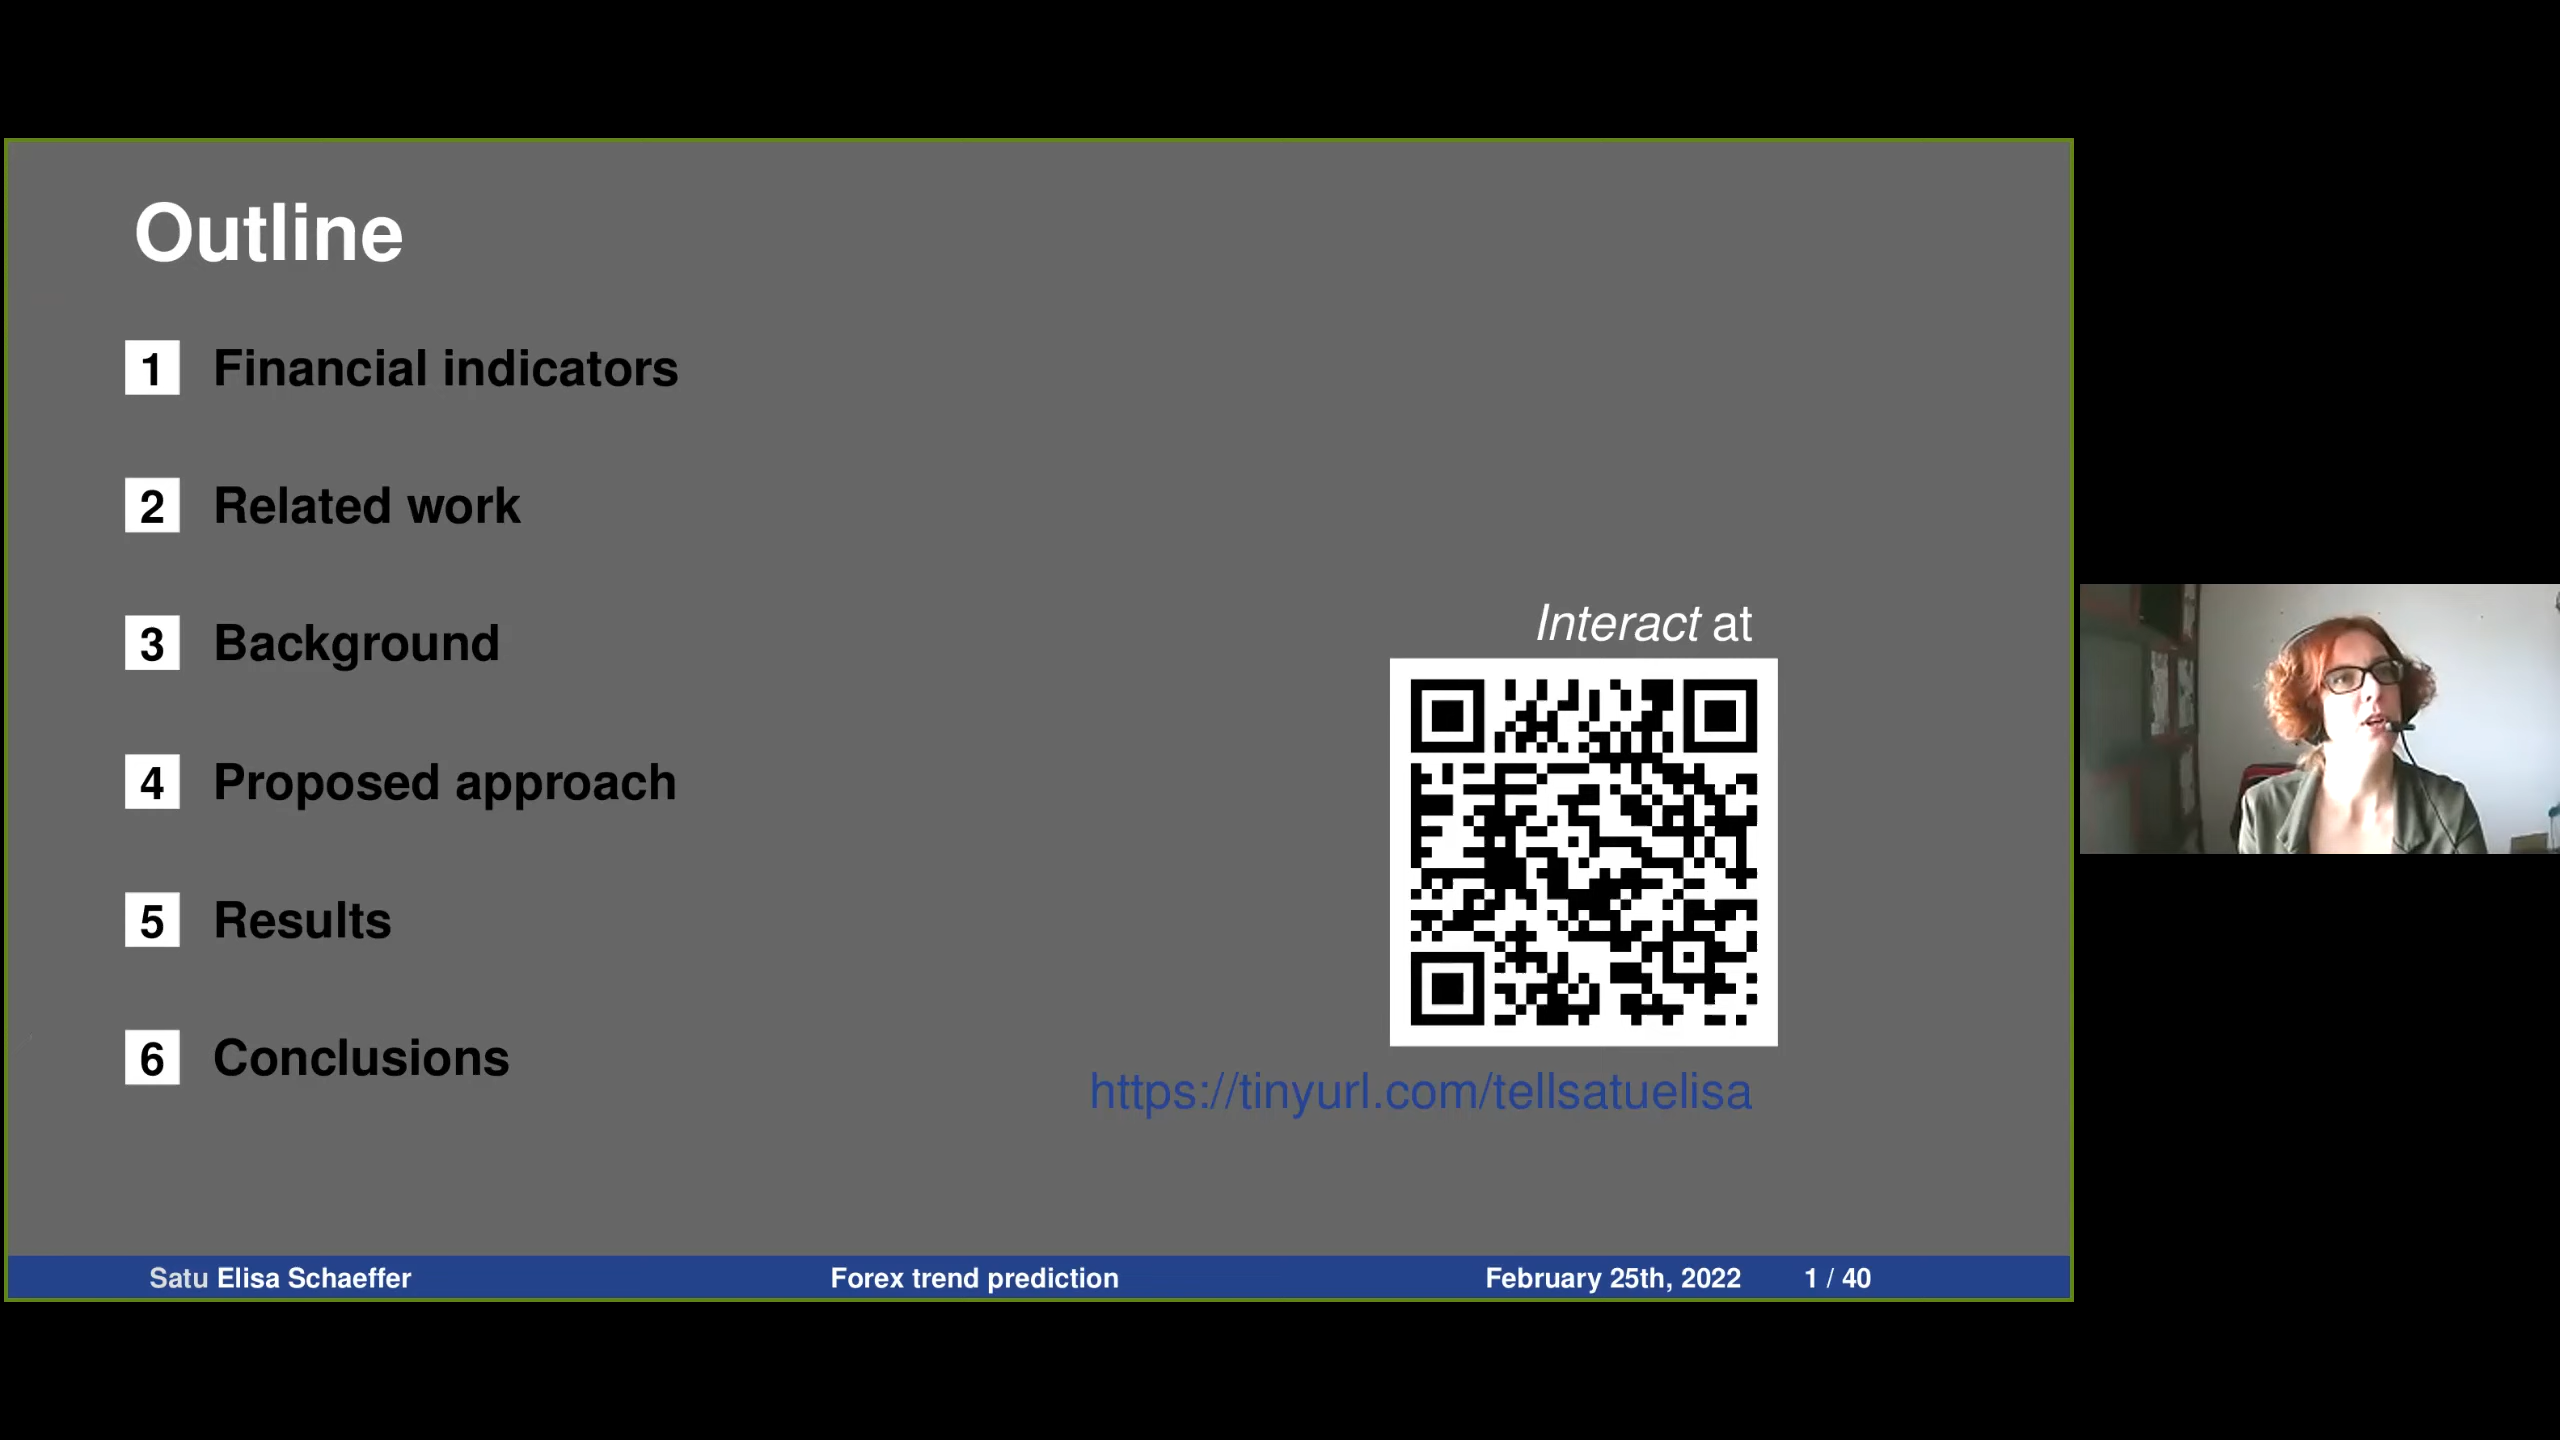 Outline
1 Financial indicators
2 Related work
3 Background
4 Proposed approach
5 Results
6 Conclusions
Interact at
https://tinyurl.com/tellsatuelisa
Satu Elisa Schaeffer Forex trend prediction February 25th, 2022 1 / 40